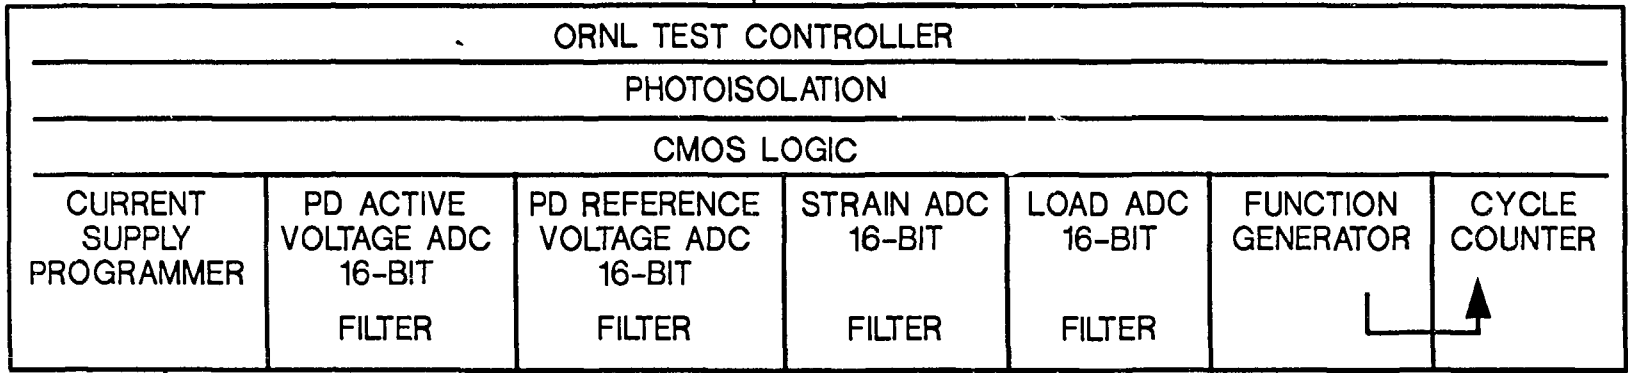 ORNL TEST CONTROLLER
PHOTOISOLATION
CMOS LOGIC
CURRENT
SUPPLY
PROGRAMMER
PD ACTIVE
VOLTAGE ADC
16-BIT
FILTER
PD REFERENCE
VOLTAGE ADC
16-BIT
FILTER
STRAIN ADC
16-BIT
FILTER
LOAD ADC
16-BIT
FILTER
FUNCTION
GENERATOR
CYCLE
COUNTER